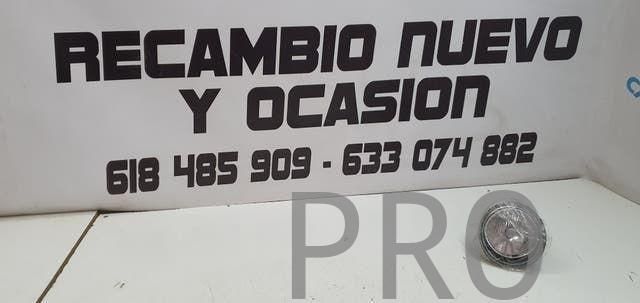 RECAMBIO NUEVO
Y OCASION
618 485 909 - 633 074 882
PRO